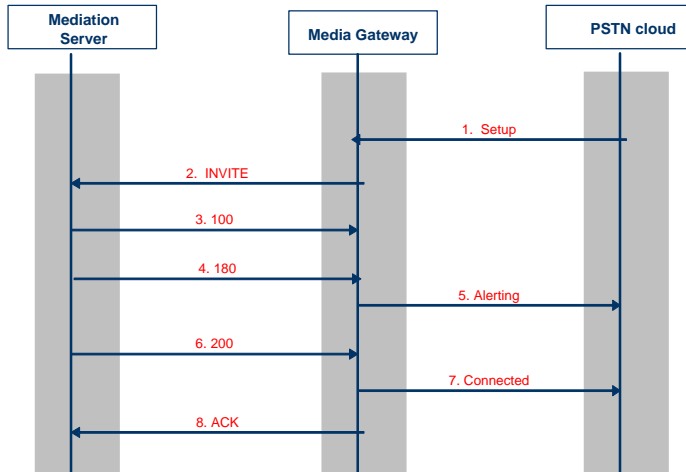 Mediation
Server
Media Gateway
PSTN cloud
1. Setup
2. INVITE
3. 100
4. 180
5. Alerting
6. 200
7. Connected
8. ACK